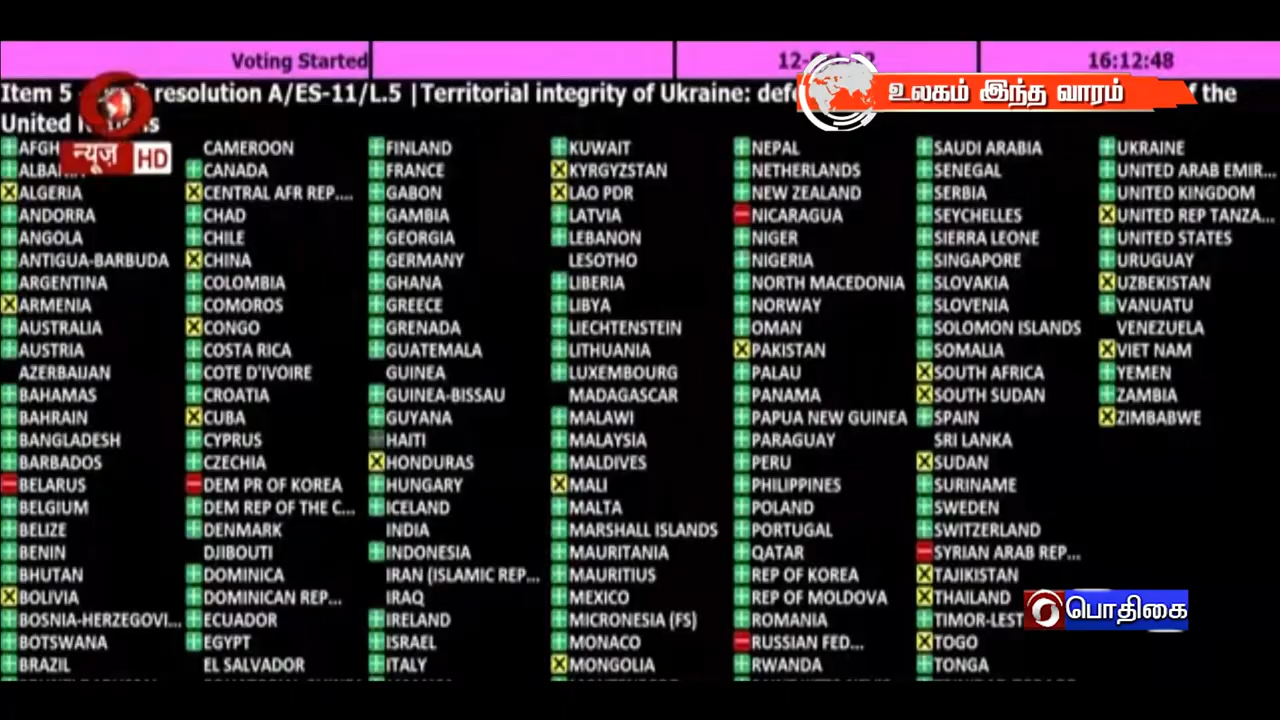 Voting Started 16:12:48
Item 5 resolution A/ES-11/L.5 |Territorial integrity of Ukraine: of the
உலகம் இந்த வாரம்
United
न्यूज़ HD
CAMEROON FINLAND KUWAIT NEPAL SAUDI ARABIA UKRAINE
CANADA FRANCE KYRGYZSTAN NETHERLANDS SENEGAL UNITED ARAB EMIR...
ALGERIA CENTRAL AFR REP.... GABON LAO PDR NEW ZEALAND SERBIA UNITED KINGDOM
ANDORRA CHAD GAMBIA LATVIA NICARAGUA SEYCHELLES UNITED REP TANZA...
ANGOLA CHILE GEORGIA LEBANON NIGER SIERRA LEONE UNITED STATES
ANTIGUA-BARBUDA CHINA GERMANY LESOTHO NIGERIA SINGAPORE URUGUAY
ARGENTINA COLOMBIA GHANA LIBERIA NORTH MACEDONIA SLOVAKIA UZBEKISTAN
ARMENIA COMOROS GREECE LIBYA NORWAY SLOVENIA VANUATU
AUSTRALIA CONGO GRENADA LIECHTENSTEIN OMAN SOLOMON ISLANDS VENEZUELA
AUSTRIA COSTA RICA GUATEMALA LITHUANIA PAKISTAN SOMALIA VIET NAM
AZERBAIJAN COTE D'IVOIRE GUINEA LUXEMBOURG PALAU SOUTH AFRICA YEMEN
BAHAMAS CROATIA GUINEA-BISSAU MADAGASCAR PANAMA SOUTH SUDAN ZAMBIA
BAHRAIN CUBA GUYANA MALAWI PAPUA NEW GUINEA SPAIN ZIMBABWE
BANGLADESH CYPRUS HAITI MALAYSIA PARAGUAY SRI LANKA
BARBADOS CZECHIA HONDURAS MALDIVES PERU SUDAN
BELARUS DEM PR OF KOREA HUNGARY MALI PHILIPPINES SURINAME
BELGIUM DEM REP OF THE C... ICELAND MALTA POLAND SWEDEN
BELIZE DENMARK INDIA MARSHALL ISLANDS PORTUGAL SWITZERLAND
BENIN DJIBOUTI INDONESIA MAURITANIA QATAR SYRIAN ARAB REP...
BHUTAN DOMINICA IRAN (ISLAMIC REP... MAURITIUS REP OF KOREA TAJIKISTAN
BOLIVIA DOMINICAN REP... IRAQ MEXICO REP OF MOLDOVA THAILAND
பொதிகை
BOSNIA-HERZEGOVI... ECUADOR IRELAND MICRONESIA (FS) ROMANIA TIMOR-LEST
BOTSWANA EGYPT ISRAEL MONACO RUSSIAN FED... TOGO
BRAZIL EL SALVADOR ITALY MONGOLIA RWANDA TONGA